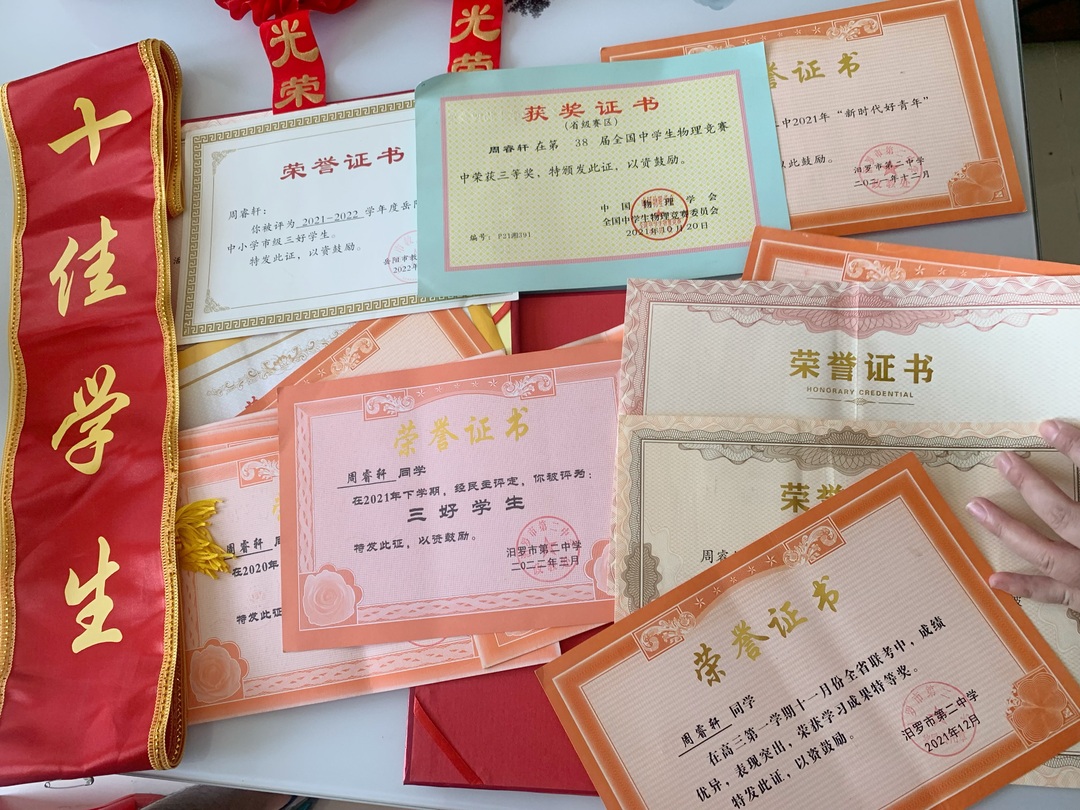 十佳学生
光荣
光荣
荣誉证书
周睿轩:
你被评为 2021-2022 学年度岳阳
中小学市级三好学生。
特发此证，以资鼓励。
岳阳市教
2022年
获奖证书
(省级赛区)
周睿轩 在第 38 届全国中学生物理竞赛
中荣获三等奖，特颁发此证，以资鼓励。
中国物理学会
全国中学生物理竞赛委员会
2021年10月20日
编号: P21湘391
誉证书
中2021年“新时代好青年”
此鼓励。
汨罗市第二中学
二〇二一年十二月
荣誉证书
HONORARY CREDENTIAL
荣誉
周睿
荣誉证书
周睿轩 同学
在2021年下学期，经民主评定，你被评为:
三好学生
特发此证，以资鼓励。
汨罗市第二中学
二〇二二年三月
周睿轩 同
在2020年
特发此证
荣誉证书
周睿轩 同学
在高三第一学期十一月份全省联考中，成绩
优异，表现突出，荣获学习成果特等奖。
特发此证，以资鼓励。
汨罗市第二中学
2021年12月